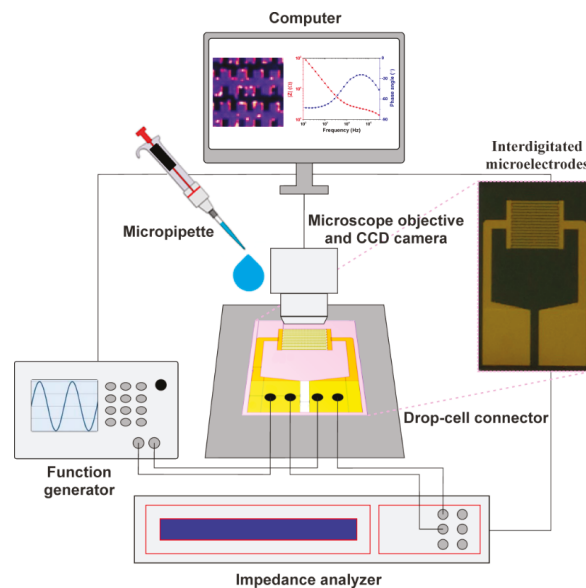 Computer
|Z| (Ω)
Phase angle (°)
Frequency (Hz)
Interdigitated
microelectrodes
Micropipette
Microscope objective
and CCD camera
Drop-cell connector
Function
generator
Impedance analyzer